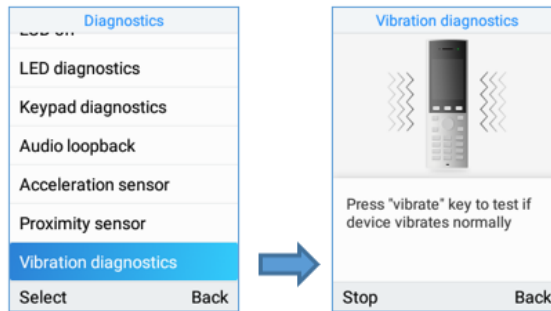 Diagnostics
LED diagnostics
Keypad diagnostics
Audio loopback
Acceleration sensor
Proximity sensor
Vibration diagnostics
Select Back
Vibration diagnostics
Press "vibrate" key to test if
device vibrates normally
Stop Back